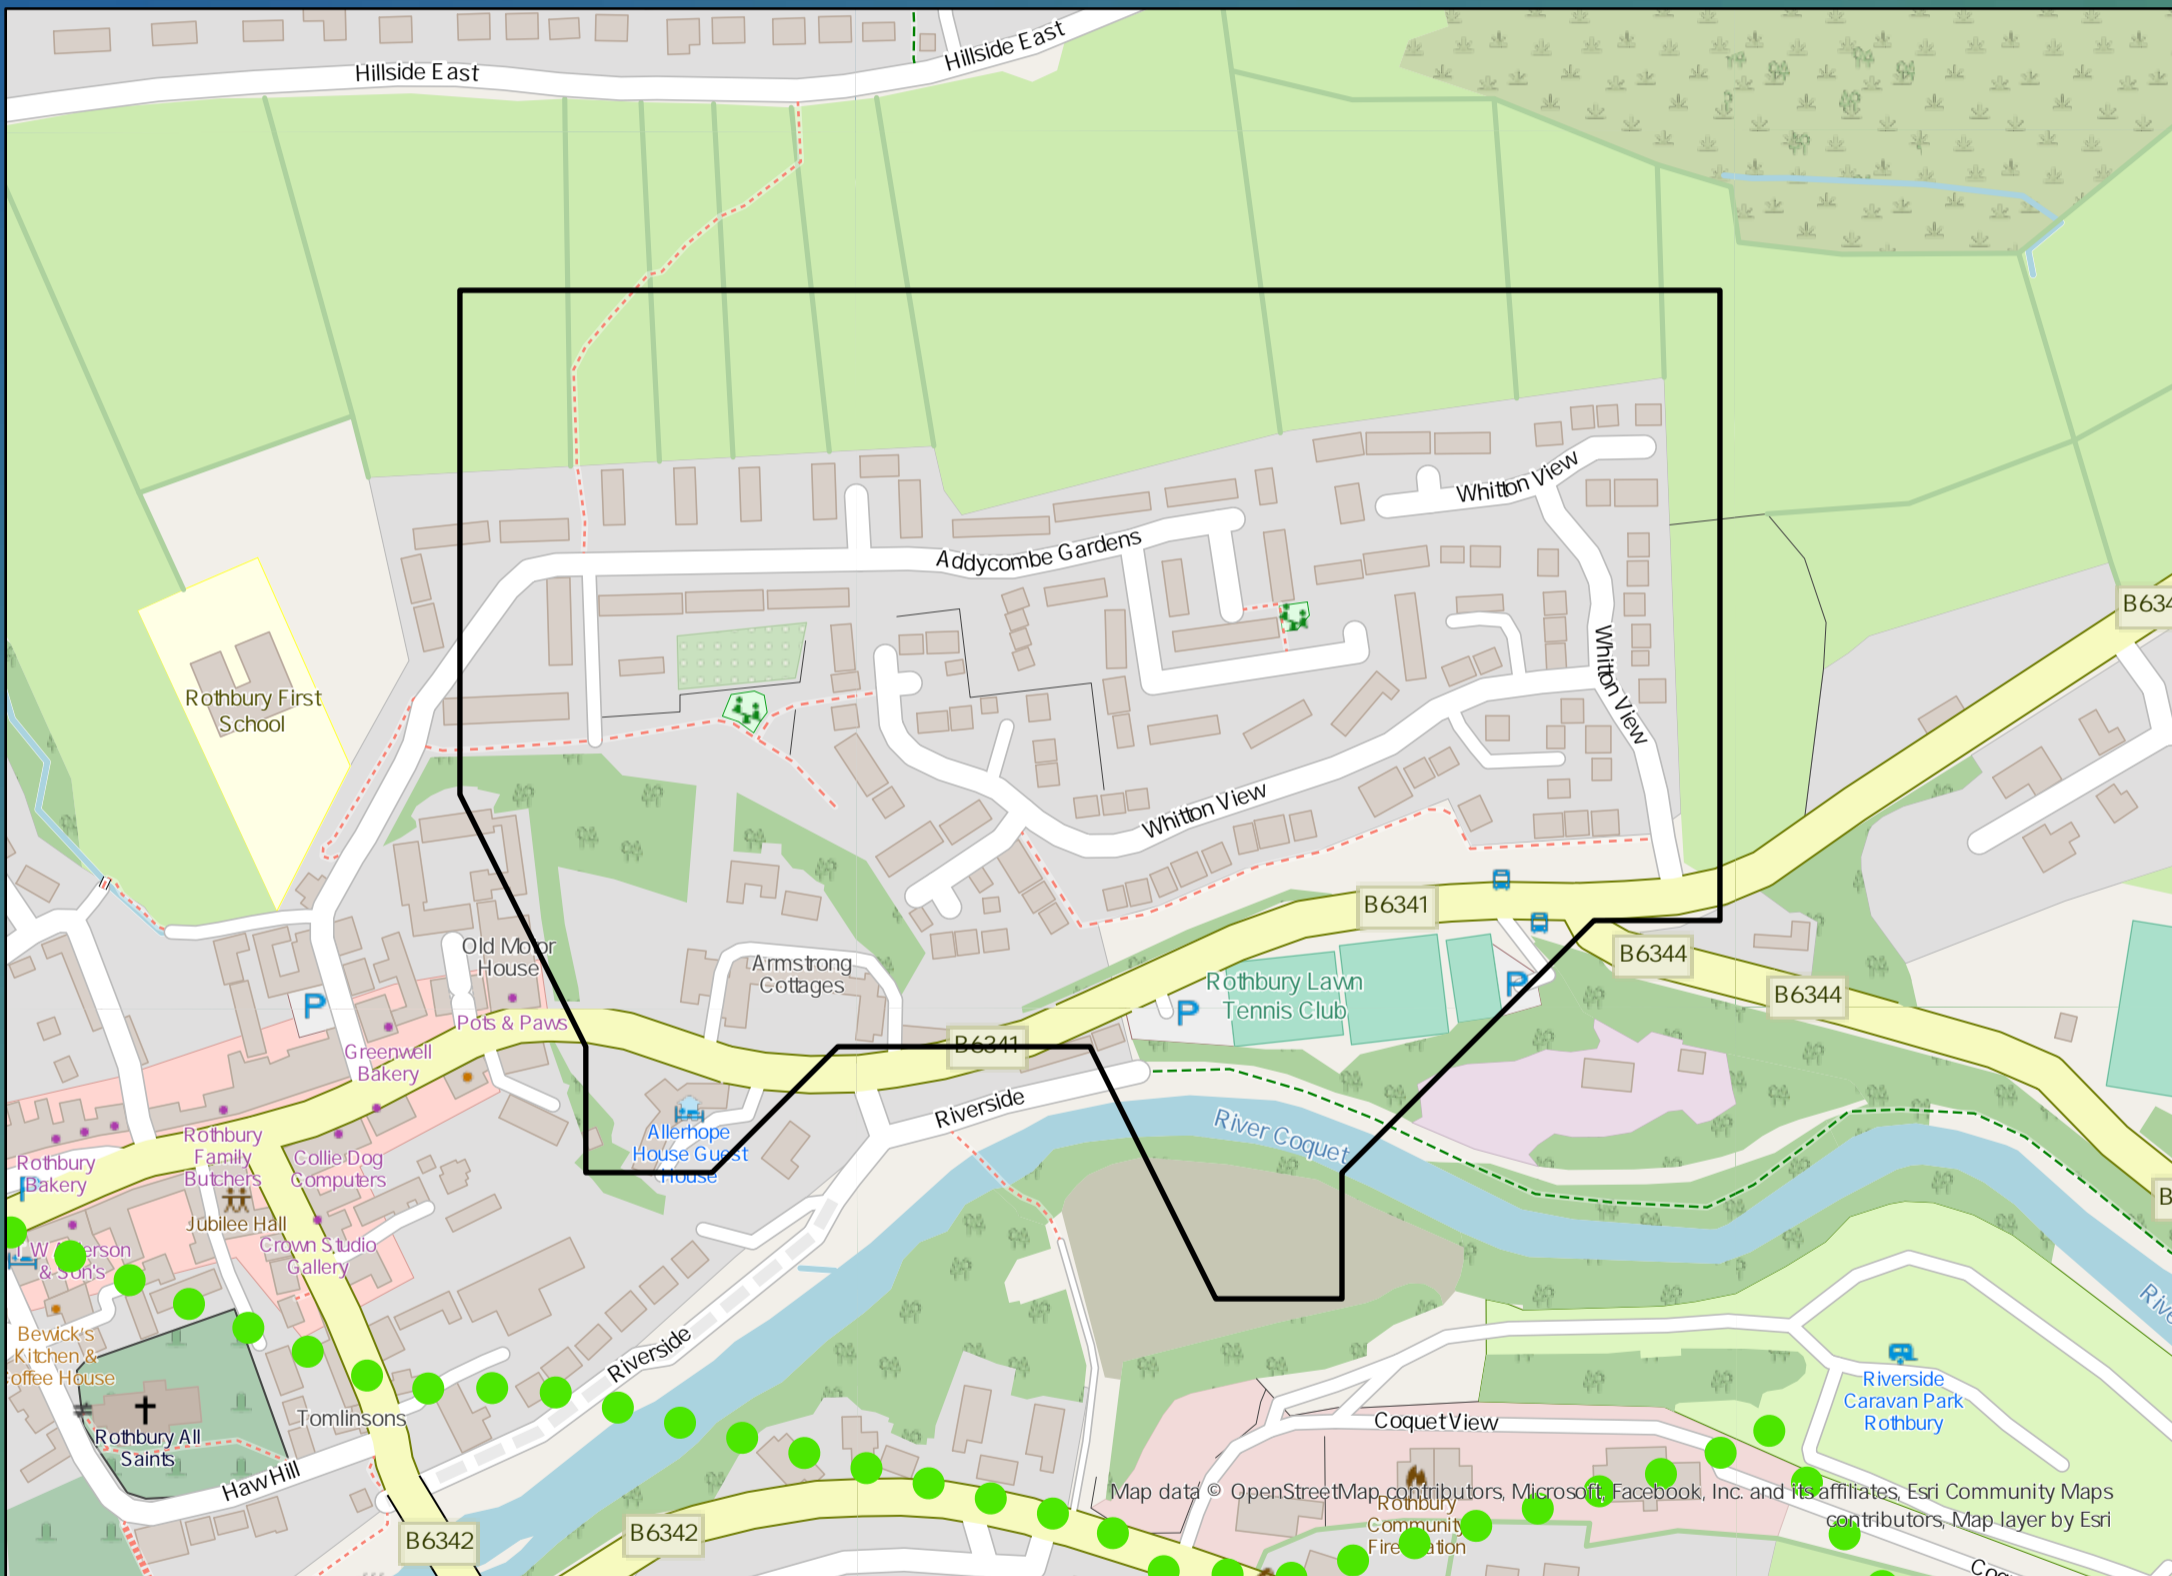 Hillside East
Hillside East
Whitton View
Addycombe Gardens
B634
Rothbury First
School
Whitton View
Whitton View
B6341
Old Motor
House
Armstrong
Cottages
B6344
Rothbury Lawn
Tennis Club
P
P
B6344
P
Pots & Paws
Greenwell
Bakery
B6341
Riverside
River Coquet
Allerhope
House Guest
House
Rothbury
Family
Butchers
Collie Dog
Computers
Rothbury
Bakery
P
Jubilee Hall
Crown Studio
Gallery
& Son's
Bewick's
Kitchen &
offee House
Riverside
Riverside
Caravan Park
Rothbury
Tomlinsons
Coquet View
Rothbury All
Saints
Haw Hill
Map data © OpenStreetMap contributors, Microsoft, Facebook, Inc. and its affiliates, Esri Community Maps
contributors, Map layer by Esri
Rothbury
Community
B6342
B6342
B
Rive
Coq